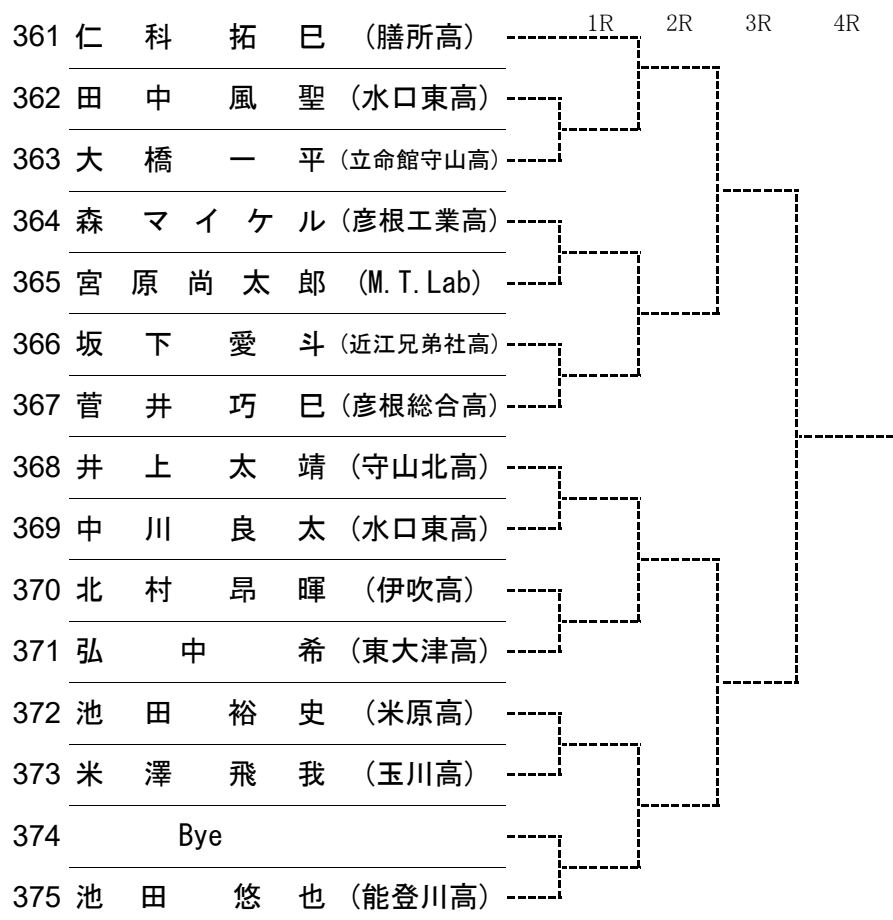 1R 2R 3R 4R
361 仁科拓巳 (膳所高)
362 田中風聖 (水口東高)
363 大橋一平 (立命館守山高)
364 森マイケル (彦根工業高)
365 宮原尚太郎 (M.T.Lab)
366 坂下愛斗 (近江兄弟社高)
367 菅井巧巳 (彦根総合高)
368 井上太靖 (守山北高)
369 中川良太 (水口東高)
370 北村昂暉 (伊吹高)
371 弘中希 (東大津高)
372 池田裕史 (米原高)
373 米澤飛我 (玉川高)
374 Bye
375 池田悠也 (能登川高)